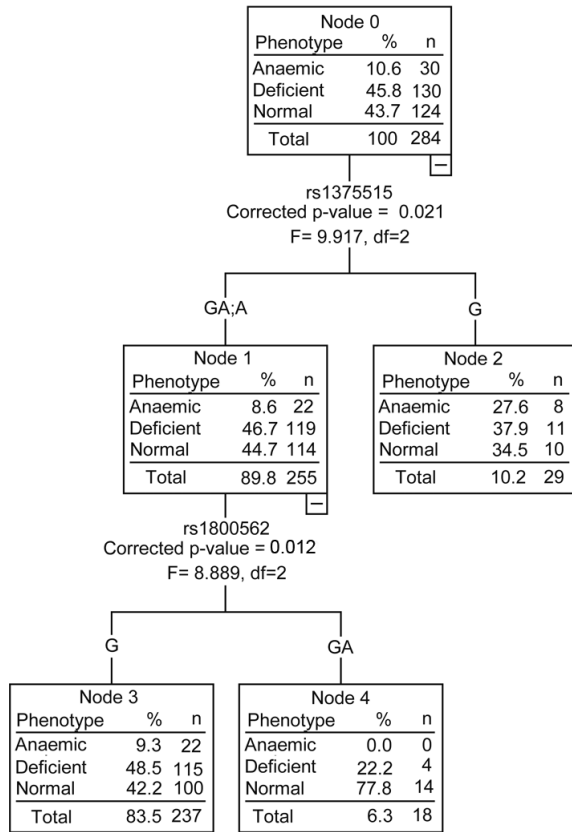 Node 0
Phenotype % n
Anaemic 10.6 30
Deficient 45.8 130
Normal 43.7 124
Total 100 284
rs1375515
Corrected p-value = 0.021
F= 9.917, df=2
GA;A G
Node 1
Phenotype % n
Anaemic 8.6 22
Deficient 46.7 119
Normal 44.7 114
Total 89.8 255
Node 2
Phenotype % n
Anaemic 27.6 8
Deficient 37.9 11
Normal 34.5 10
Total 10.2 29
rs1800562
Corrected p-value = 0.012
F= 8.889, df=2
G GA
Node 3
Phenotype % n
Anaemic 9.3 22
Deficient 48.5 115
Normal 42.2 100
Total 83.5 237
Node 4
Phenotype % n
Anaemic 0.0 0
Deficient 22.2 4
Normal 77.8 14
Total 6.3 18